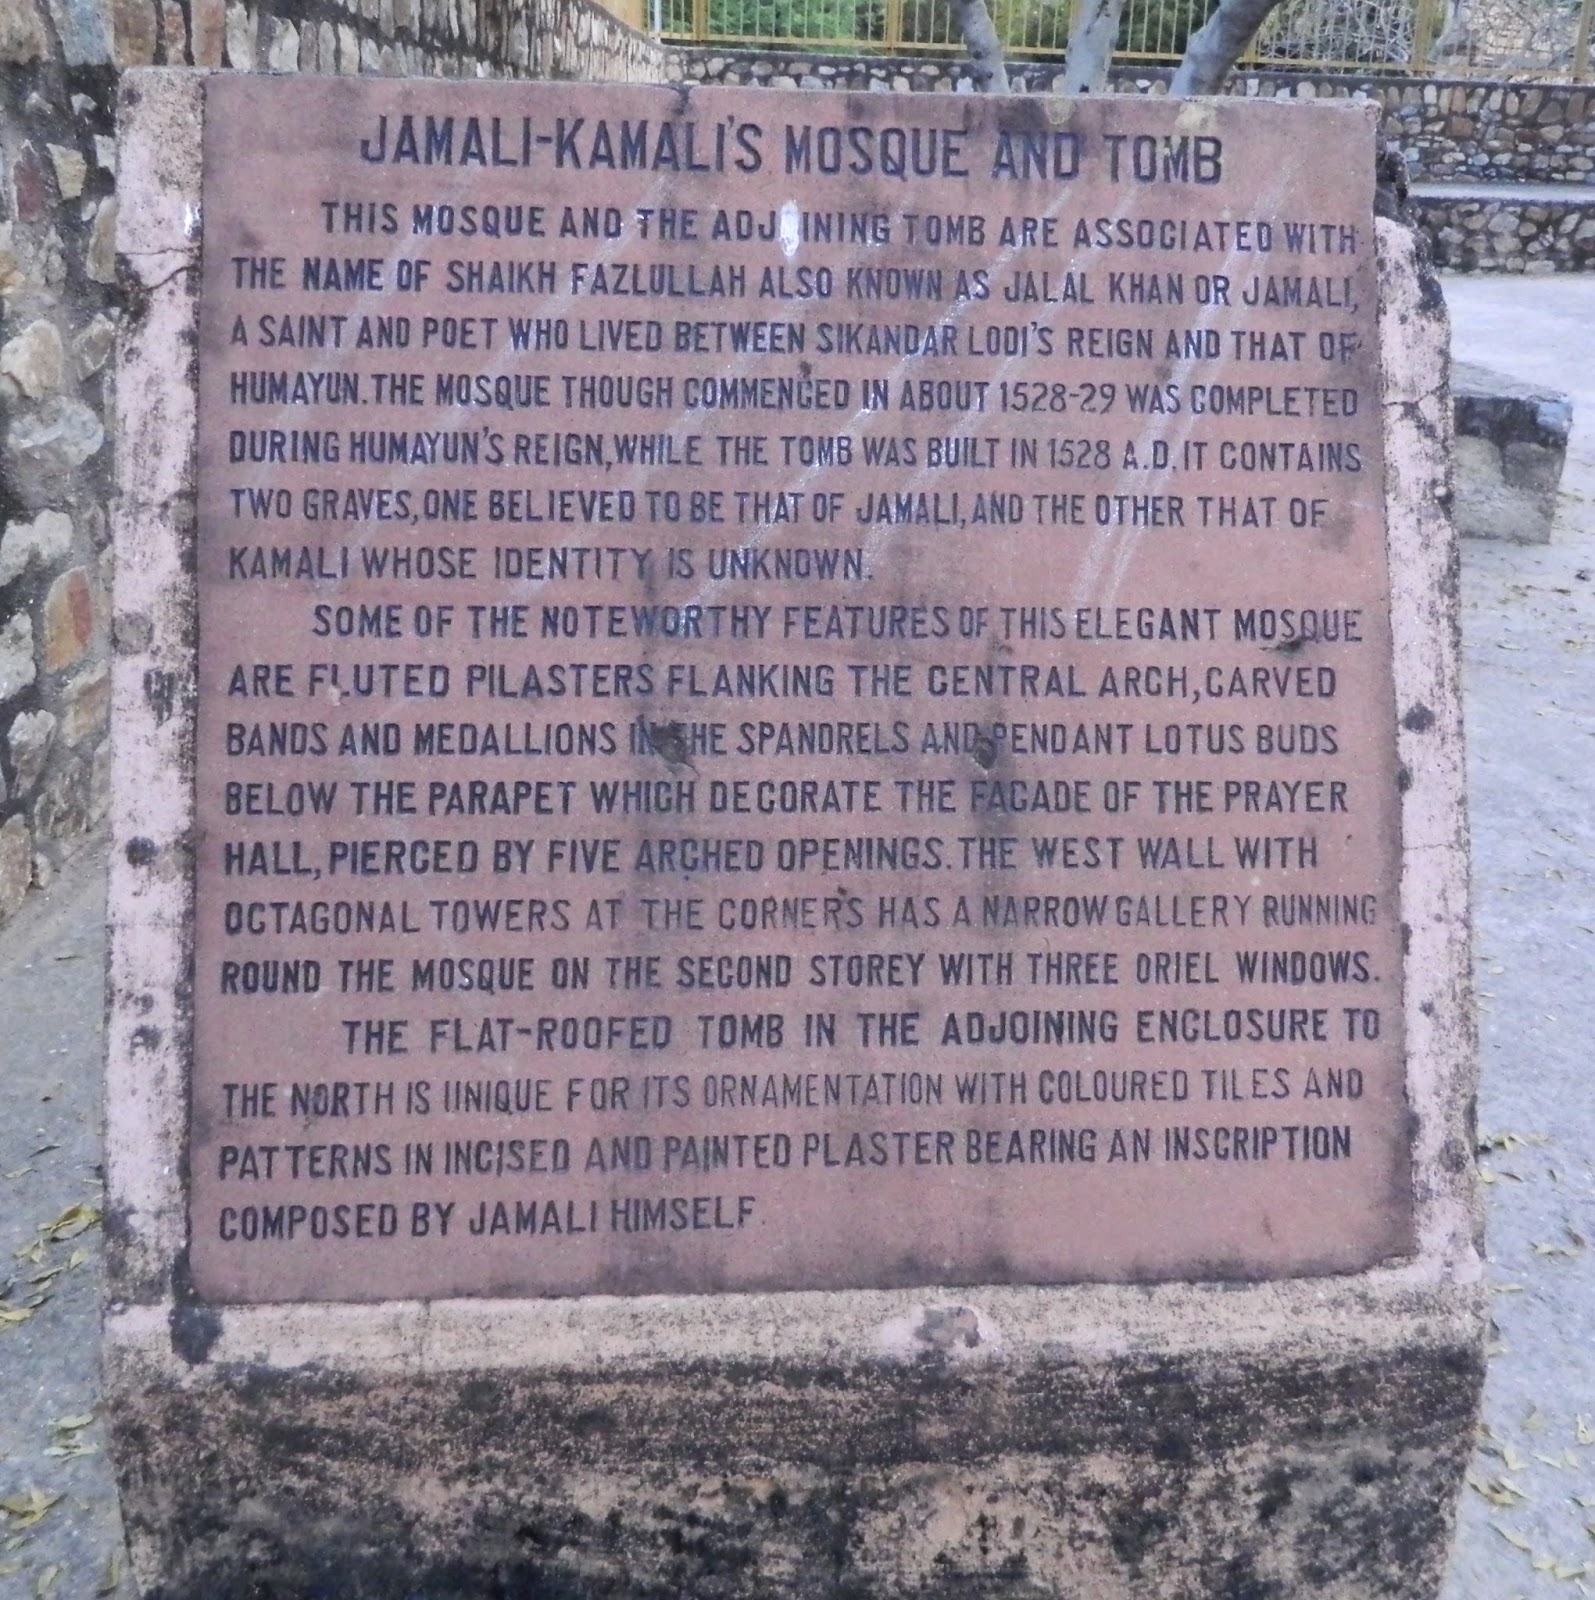 JAMALI-KAMALI'S MOSQUE AND TOMB
THIS MOSQUE AND THE ADJOINING TOMB ARE ASSOCIATED WITH
THE NAME OF SHAIKH FAZLULLAH ALSO KNOWN AS JALAL KHAN OR JAMALI,
A SAINT AND POET WHO LIVED BETWEEN SIKANDAR LODI'S REIGN AND THAT OF
HUMAYUN. THE MOSQUE THOUGH COMMENCED IN ABOUT 1528-29 WAS COMPLETED
DURING HUMAYUN'S REIGN, WHILE THE TOMB WAS BUILT IN 1528 A.D. IT CONTAINS
TWO GRAVES, ONE BELIEVED TO BE THAT OF JAMALI, AND THE OTHER THAT OF
KAMALI WHOSE IDENTITY IS UNKNOWN.
SOME OF THE NOTEWORTHY FEATURES OF THIS ELEGANT MOSQUE
ARE FLUTED PILASTERS FLANKING THE CENTRAL ARCH, CARVED
BANDS AND MEDALLIONS IN THE SPANDRELS AND PENDANT LOTUS BUDS
BELOW THE PARAPET WHICH DECORATE THE FACADE OF THE PRAYER
HALL, PIERCED BY FIVE ARCHED OPENINGS. THE WEST WALL WITH
OCTAGONAL TOWERS AT THE CORNERS HAS A NARROW GALLERY RUNNING
ROUND THE MOSQUE ON THE SECOND STOREY WITH THREE ORIEL WINDOWS.
THE FLAT-ROOFED TOMB IN THE ADJOINING ENCLOSURE TO
THE NORTH IS UNIQUE FOR ITS ORNAMENTATION WITH COLOURED TILES AND
PATTERNS IN INCISED AND PAINTED PLASTER BEARING AN INSCRIPTION
COMPOSED BY JAMALI HIMSELF.